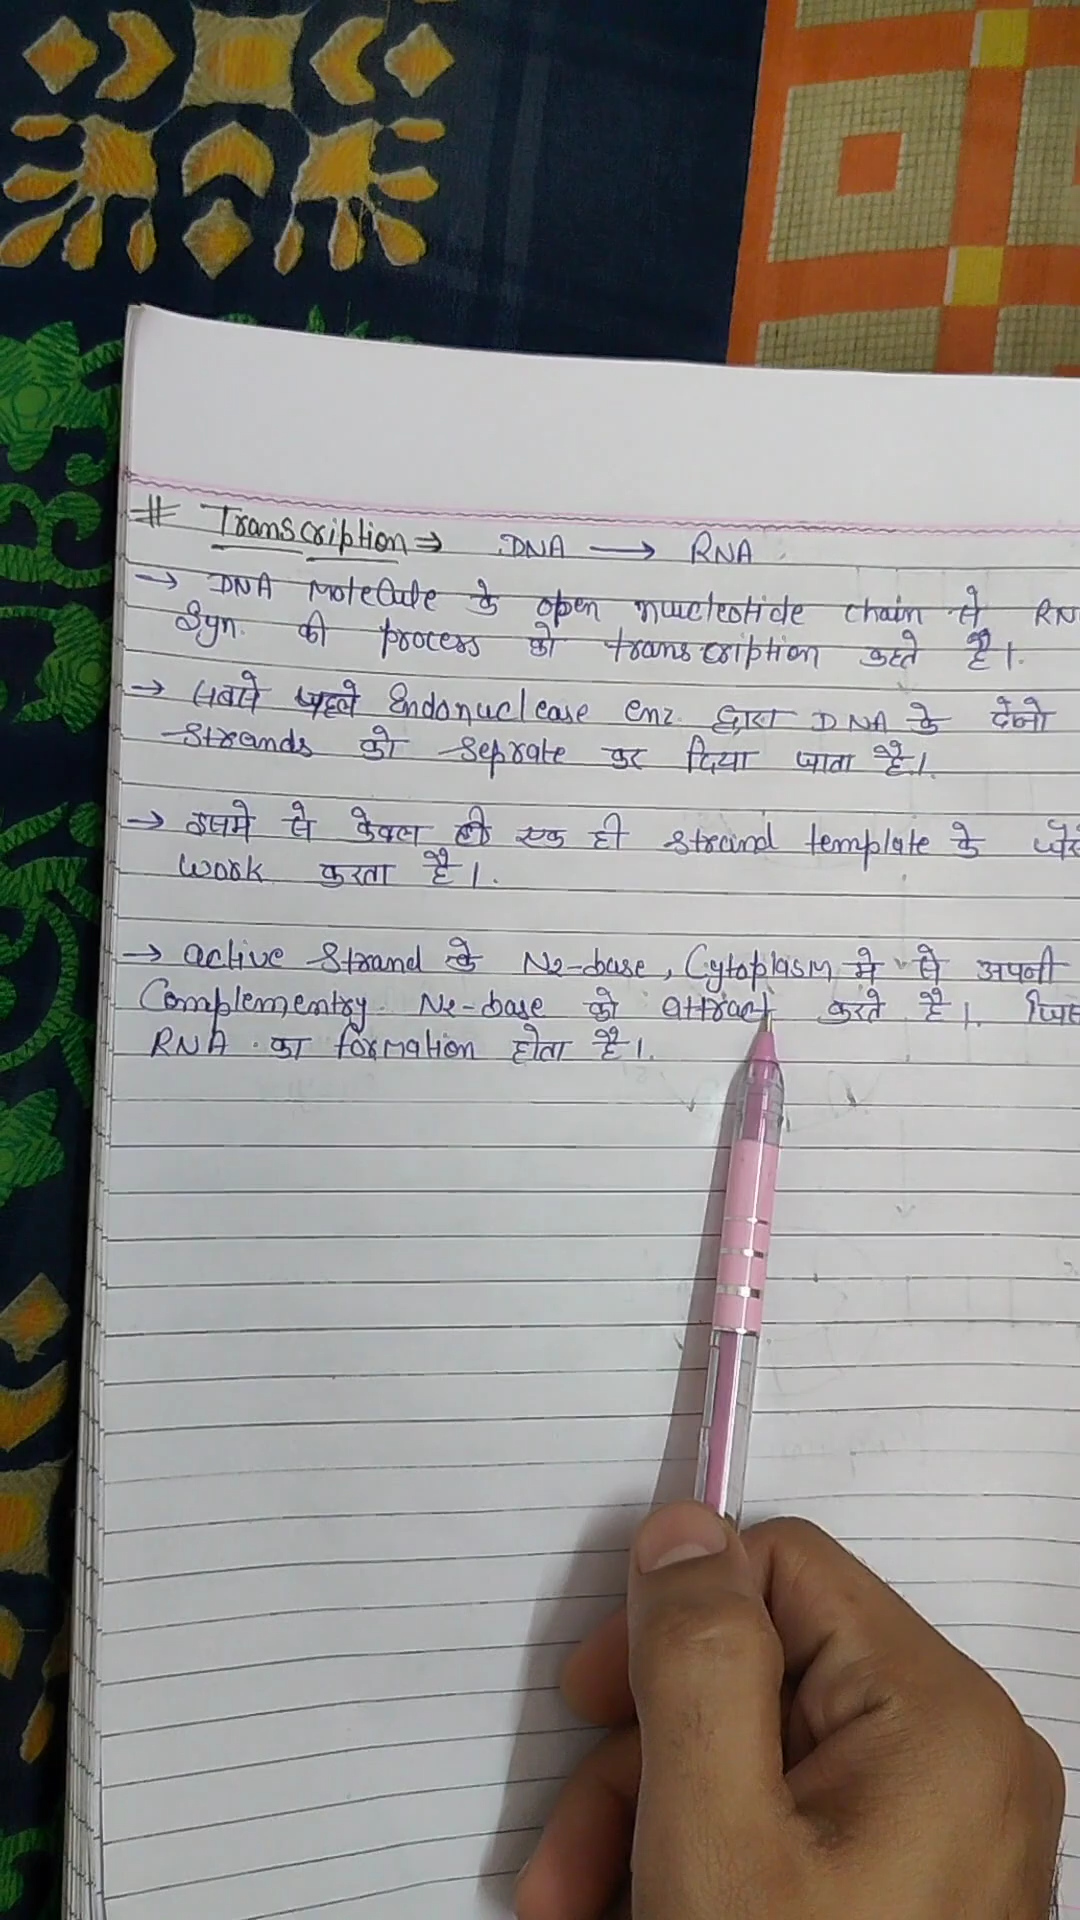 # Transcription ⇒ DNA → RNA
→ DNA Molecule के open nucleotide chain से RN
Syn. की process को transcription कहते है।
→ सबसे पहले Endonuclease enz. द्वारा DNA के दोनो
Strands को Seprate कर दिया जाता है।
→ इसमे से केवल ही एक ही strand template के
work करता है।
→ active Strand के N2-base, Cytoplasm मे से अपनी
Complementry N2-base को attract करते है।
RNA का formation होता है।